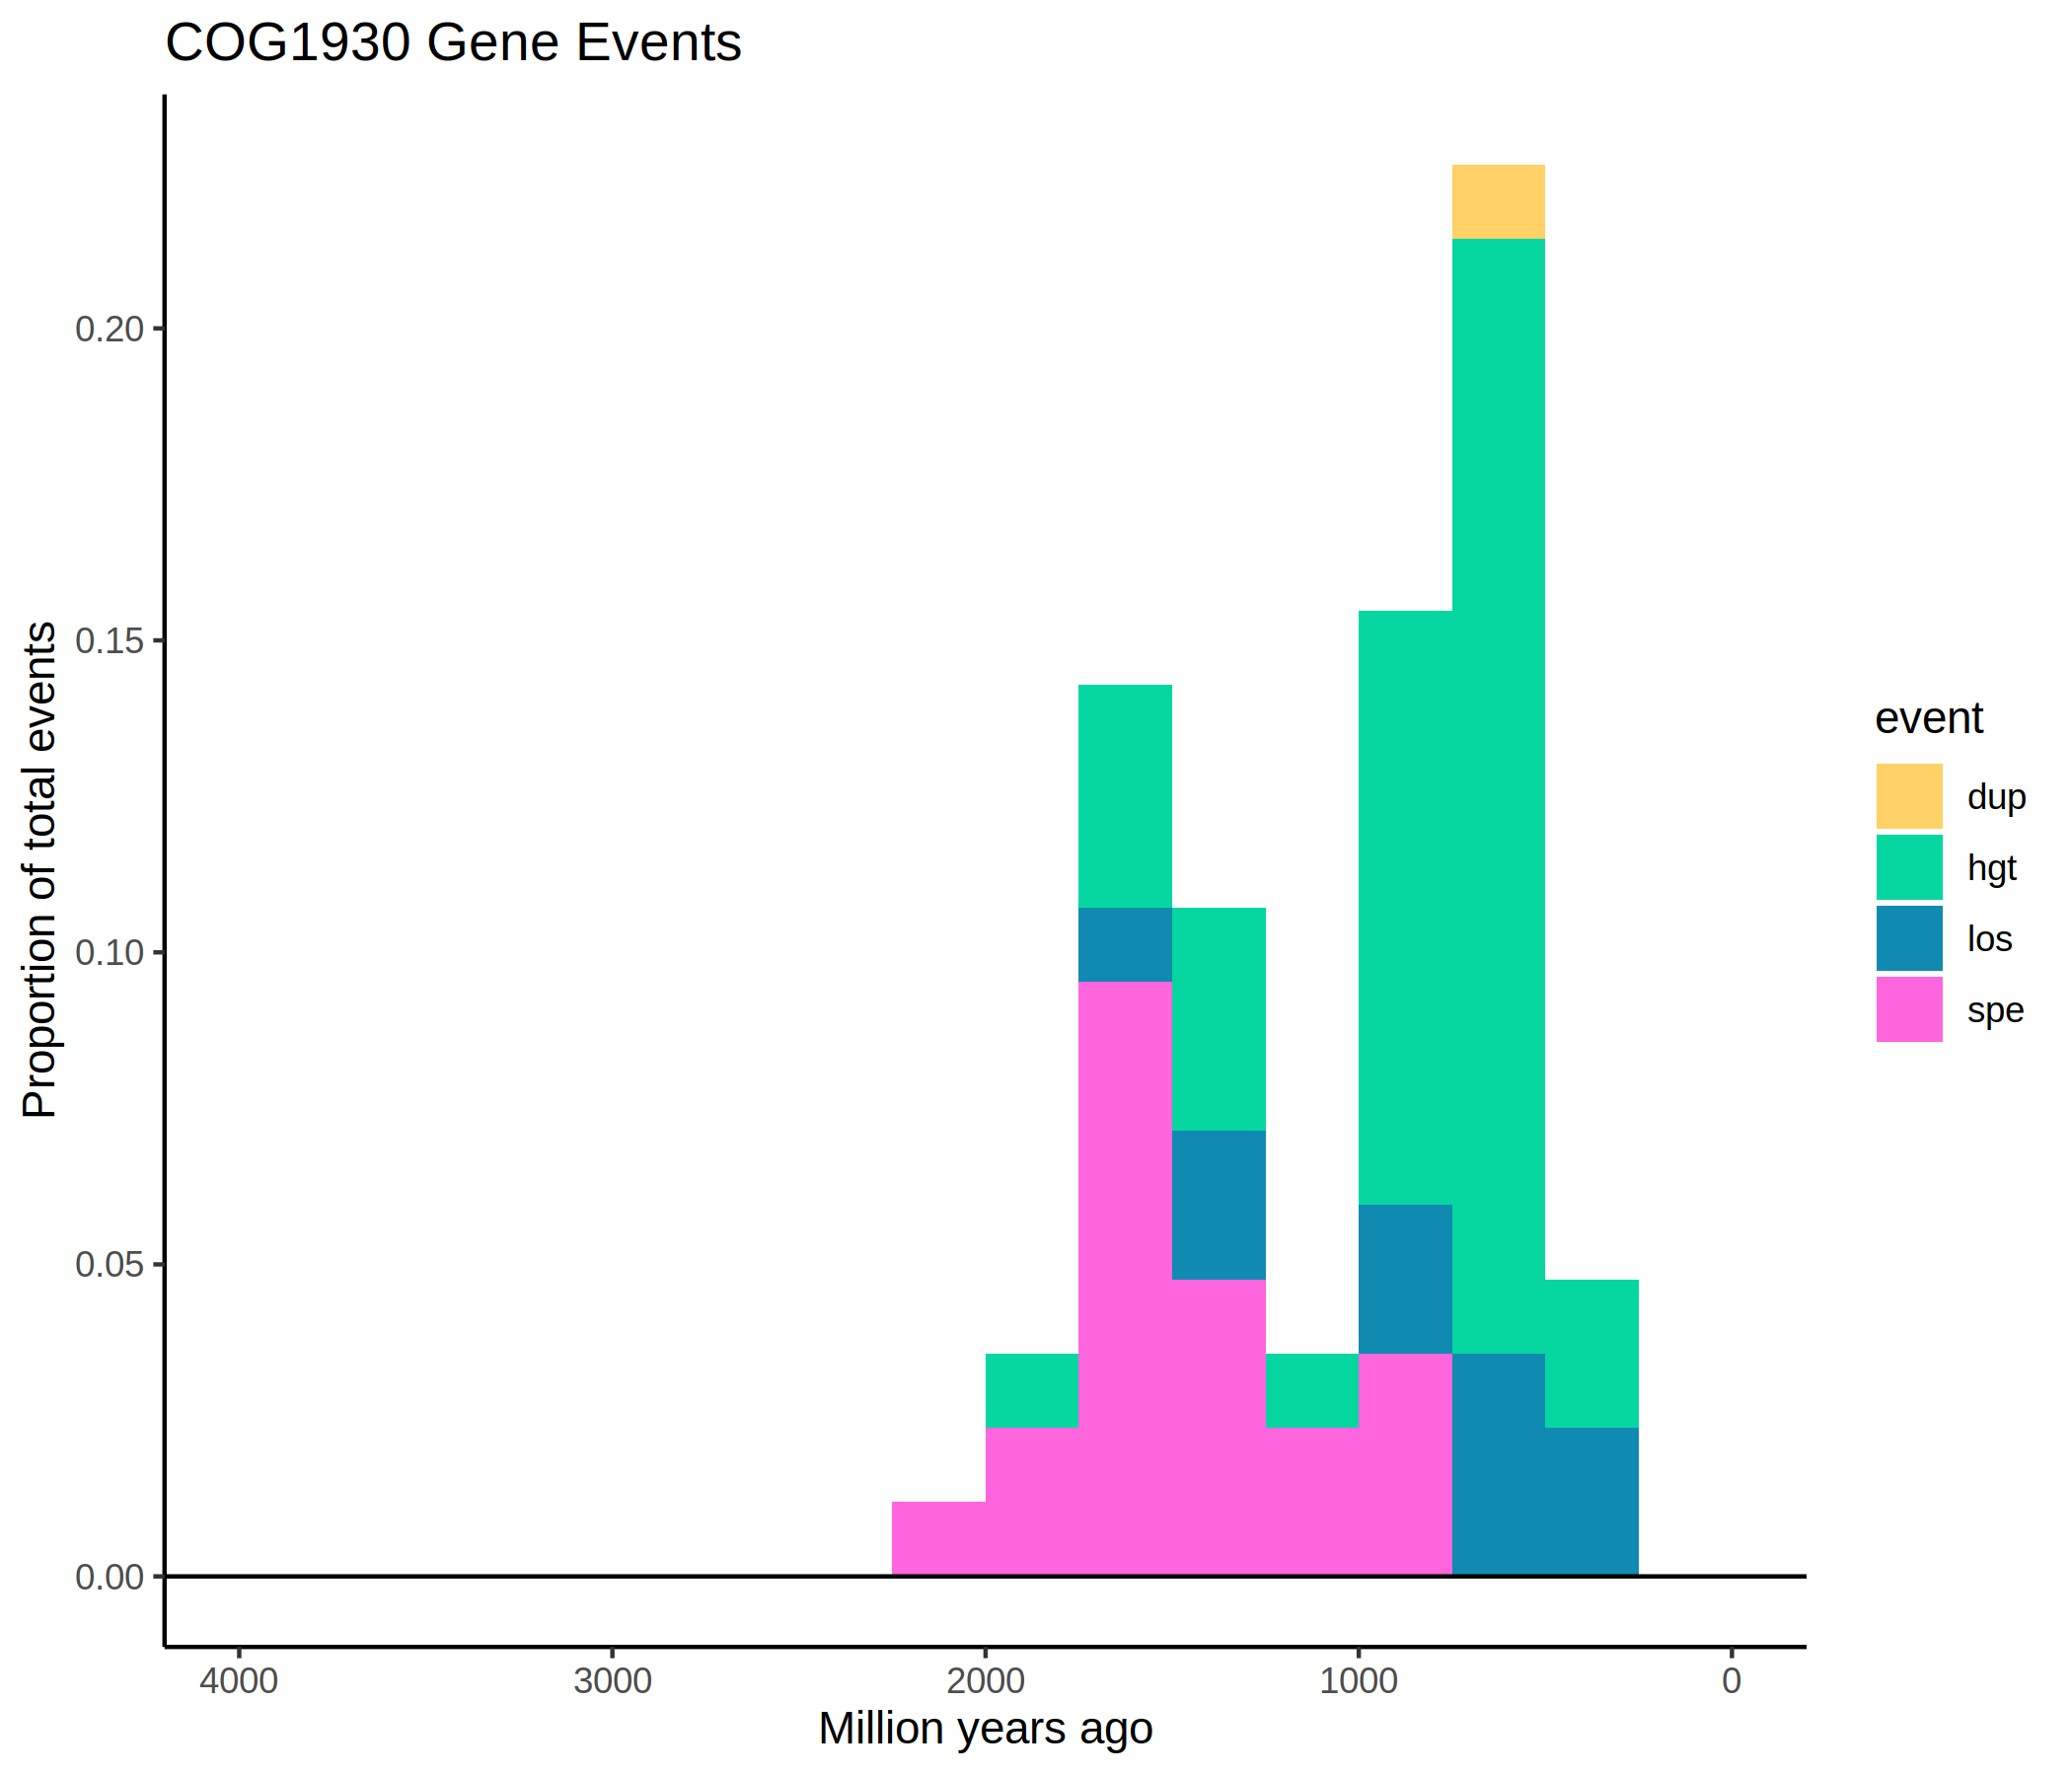 COG1930 Gene Events
Proportion of total events
0.20
0.15
0.10
0.05
0.00
4000 3000 2000 1000 0
Million years ago
event
dup
hgt
los
spe